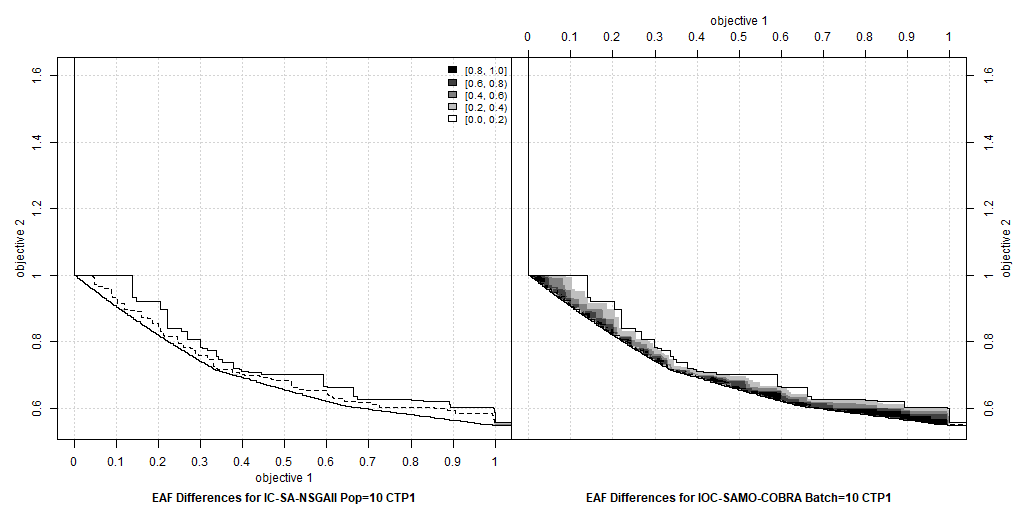 objective 1
0 0.1 0.2 0.3 0.4 0.5 0.6 0.7 0.8 0.9 1
[0.8, 1.0]
[0.6, 0.8)
[0.4, 0.6)
[0.2, 0.4)
[0.0, 0.2)
objective 2
1.6
1.4
1.2
1
0.8
0.6
1.6
1.4
1.2
1
0.8
0.6
objective 2
0 0.1 0.2 0.3 0.4 0.5 0.6 0.7 0.8 0.9 1
objective 1
EAF Differences for IC-SA-NSGAII Pop=10 CTP1
EAF Differences for IOC-SAMO-COBRA Batch=10 CTP1